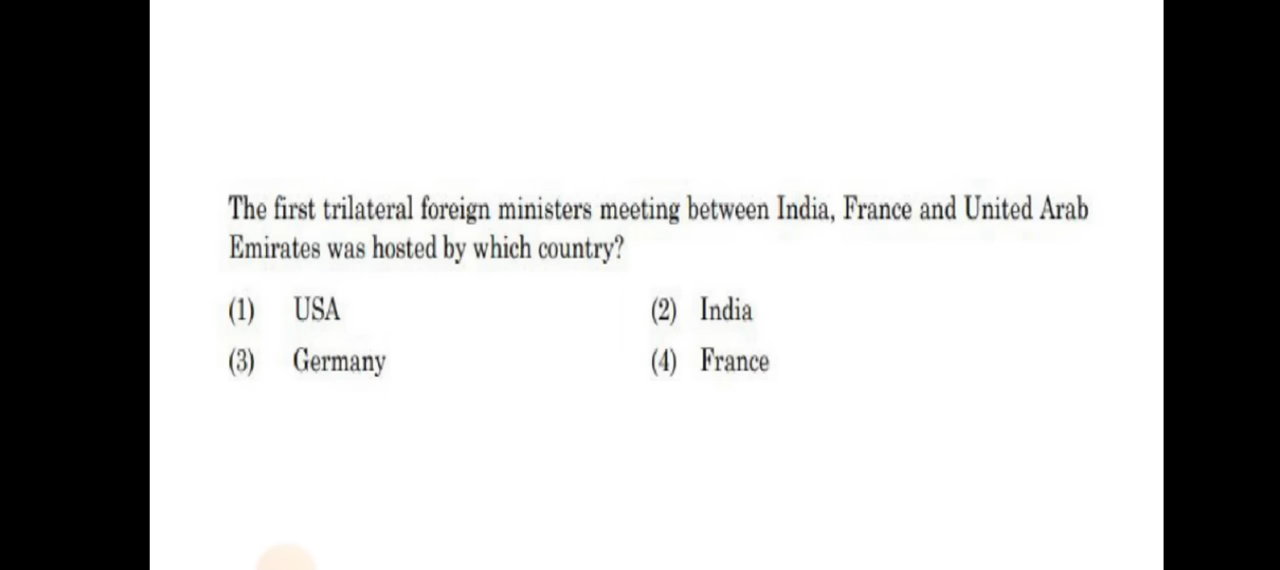 The first trilateral foreign ministers meeting between India, France and United Arab
Emirates was hosted by which country?
(1) USA (2) India
(3) Germany (4) France